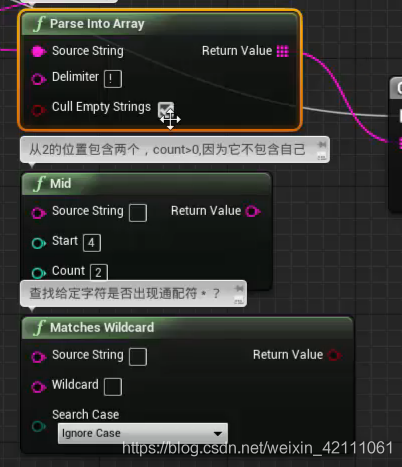 Parse Into Array
Source String Return Value
Delimiter !
Cull Empty Strings
从2的位置包含两个，count>0,因为它不包含自己
Mid
Source String Return Value
Start 4
Count 2
查找给定字符是否出现通配符 * ？
Matches Wildcard
Source String Return Value
Wildcard
Search Case
Ignore Case
https://blog.csdn.net/weixin_42111061